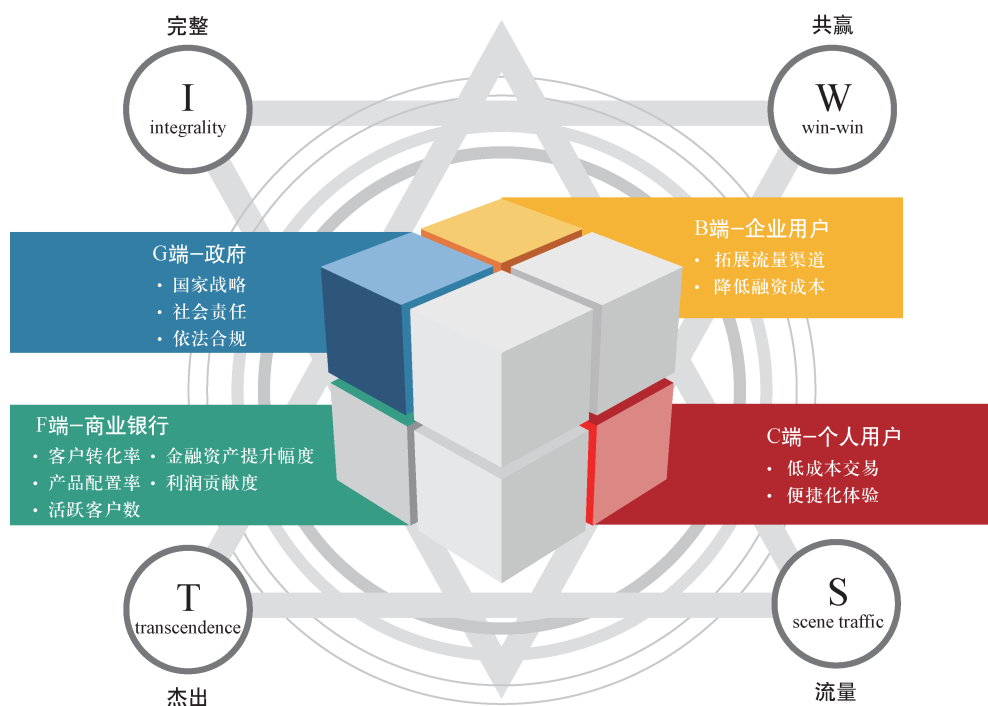 完整
I
integrality
共赢
W
win-win
G端–政府
· 国家战略
· 社会责任
· 依法合规
B端–企业用户
· 拓展流量渠道
· 降低融资成本
F端–商业银行
· 客户转化率 · 金融资产提升幅度
· 产品配置率 · 利润贡献度
· 活跃客户数
C端–个人用户
· 低成本交易
· 便捷化体验
T
transcendence
杰出
S
scene traffic
流量